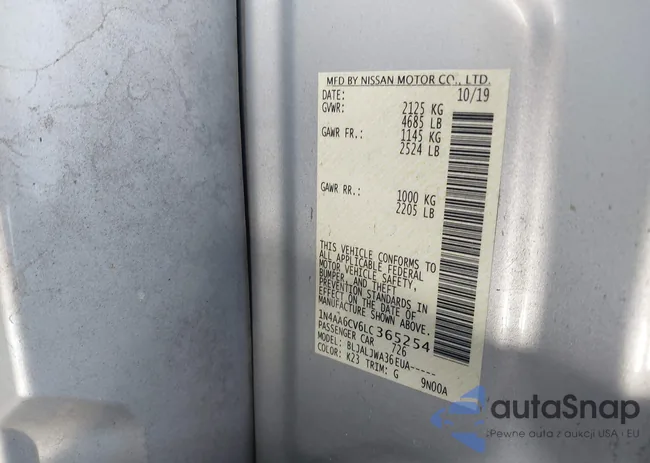 MFD BY NISSAN MOTOR CO., LTD.
DATE: 10/19
GVWR: 2125 KG
4685 LB
GAWR FR.: 1145 KG
2524 LB
GAWR RR.: 1000 KG
2205 LB
THIS VEHICLE CONFORMS TO
ALL APPLICABLE FEDERAL
MOTOR VEHICLE SAFETY,
BUMPER, AND THEFT
PREVENTION STANDARDS IN
EFFECT ON THE DATE OF
MANUFACTURE SHOWN ABOVE.
1N4AA6CV6LC365254
PASSENGER CAR 726
MODEL: BLJALJWA36EUA-----
COLOR: K23 TRIM: G 9N00A
autaSnap
Pewne auta z aukcji USA i EU